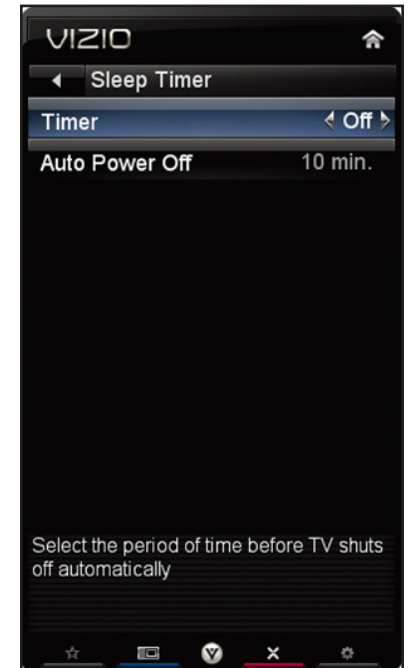 VIZIO
Sleep Timer
Timer Off
Auto Power Off 10 min.
Select the period of time before TV shuts
off automatically
V